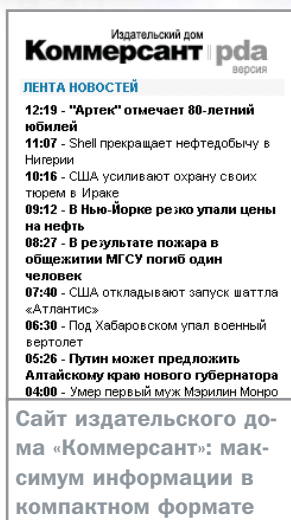 Издательский дом
Коммерсантъ pda
версия
ЛЕНТА НОВОСТЕЙ
12:19 - "Артек" отмечает 80-летний
юбилей
11:07 - Shell прекращает нефтедобычу в
Нигерии
10:16 - США усиливают охрану своих
тюрем в Ираке
09:12 - В Нью-Йорке резко упали цены
на нефть
08:27 - В результате пожара в
общежитии МГСУ погиб один
человек
07:40 - США откладывают запуск шаттла
«Атлантис»
06:30 - Под Хабаровском упал военный
вертолет
05:26 - Путин может предложить
Алтайскому краю нового губернатора
04:00 - Умер первый муж Мэрилин Монро
Сайт издательского до-
ма «Коммерсант»: мак-
симум информации в
компактном формате